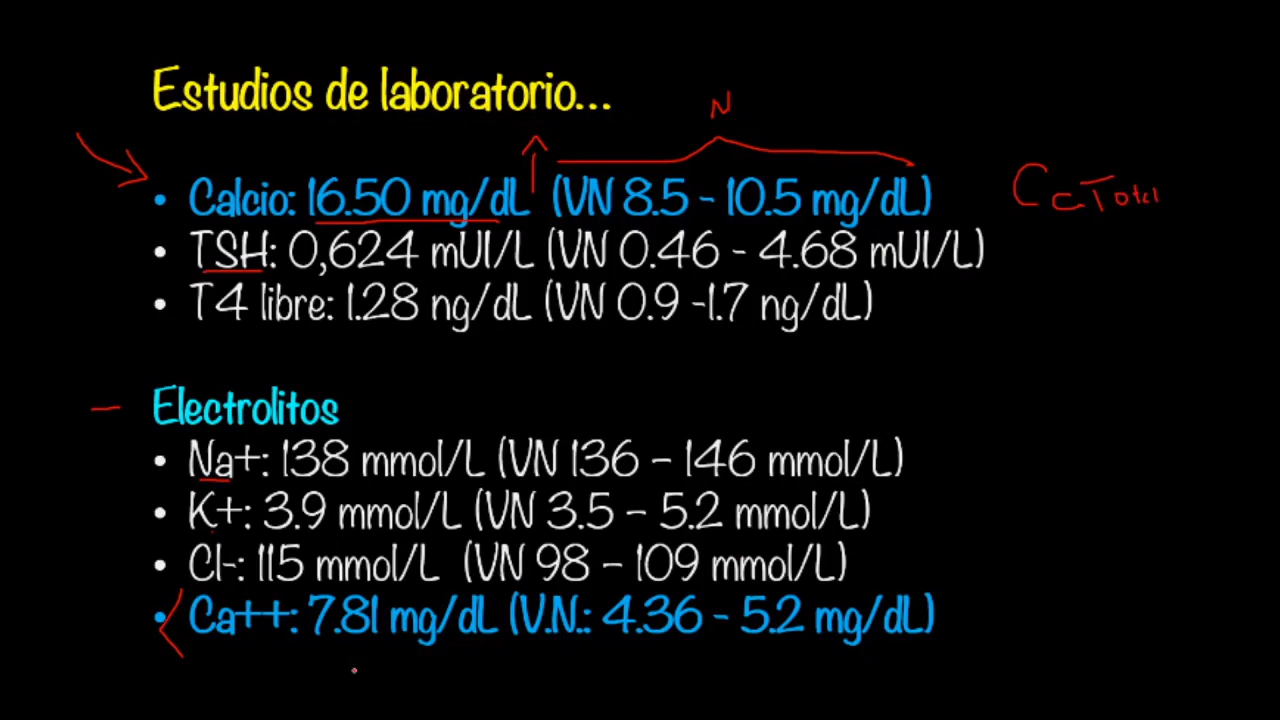 Estudios de laboratorio...
N
• Calcio: 16.50 mg/dL (VN 8.5 - 10.5 mg/dL)
• TSH: 0,624 mUI/L (VN 0.46 - 4.68 mUI/L)
• T4 libre: 1.28 ng/dL (VN 0.9 -1.7 ng/dL)
Electrolitos
• Na+: 138 mmol/L (VN 136 – 146 mmol/L)
• K+: 3.9 mmol/L (VN 3.5 – 5.2 mmol/L)
• Cl-: 115 mmol/L (VN 98 – 109 mmol/L)
• Ca++: 7.81 mg/dL (V.N.: 4.36 - 5.2 mg/dL)